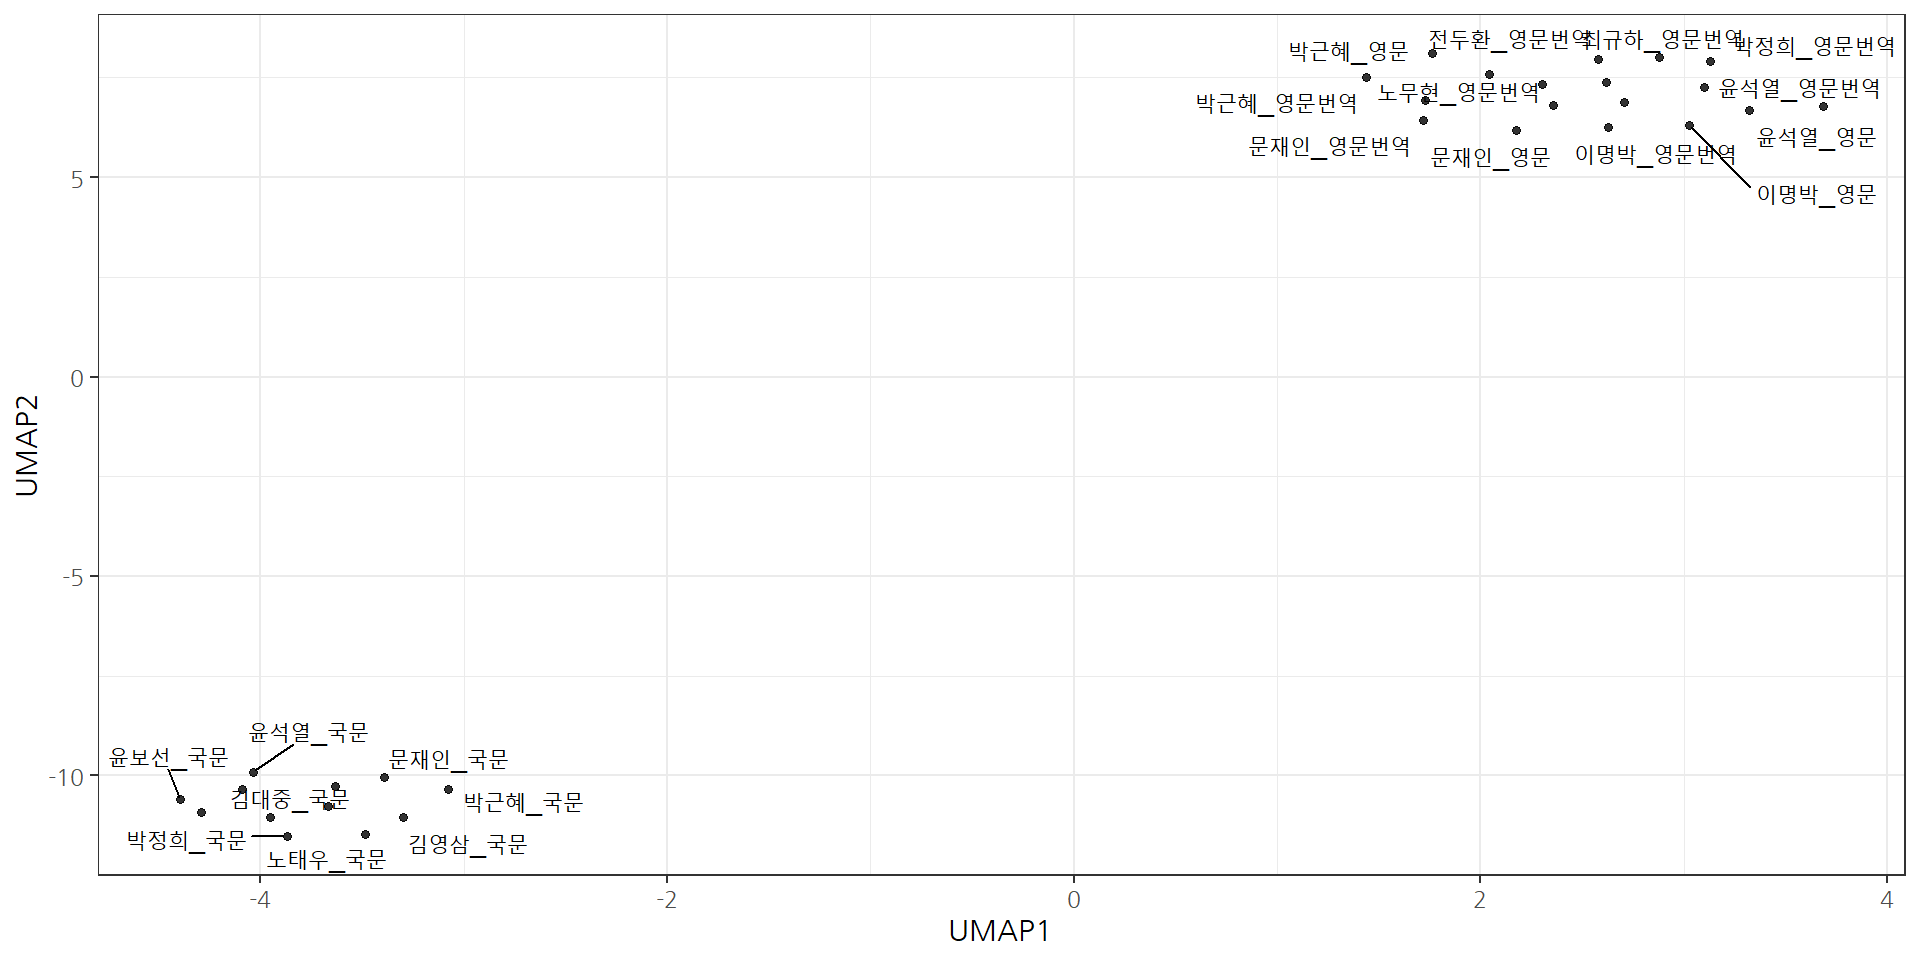 전두환_영문번역
최규하_영문번역
박정희_영문번역
박근혜_영문
윤석열_영문번역
노무현_영문번역
박근혜_영문번역
윤석열_영문
문재인_영문번역
문재인_영문
이명박_영문번역
5
이명박_영문
0
UMAP2
-5
윤석열_국문
윤보선_국문
문재인_국문
-10
김대중_국문
박근혜_국문
박정희_국문
김영삼_국문
노태우_국문
-4
-2
0
2
4
UMAP1